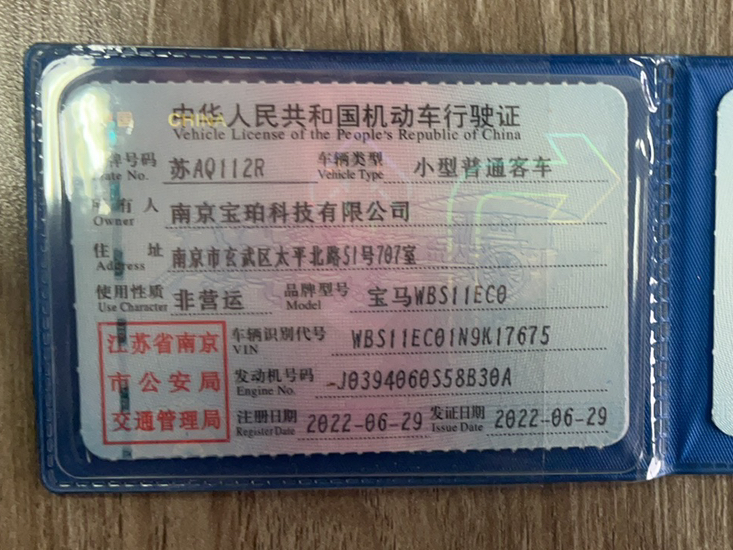 CHINA
中华人民共和国机动车行驶证
Vehicle License of the People's Republic of China
牌号码 苏AQ112R 车辆类型 小型普通客车
ate No. Vehicle Type
所有人 南京宝珀科技有限公司
Owner
住址 南京市玄武区太平北路51号707室
Address
使用性质 非营运 品牌型号 宝马WBS11EC0
Use Character Model
江苏省南京 车辆识别代号 WBS11EC01N9K17675
VIN
市公安局 发动机号码 -J0394060S58B30A
Engine No.
交通管理局 注册日期 2022-06-29 发证日期 2022-06-29
Register Date Issue Date